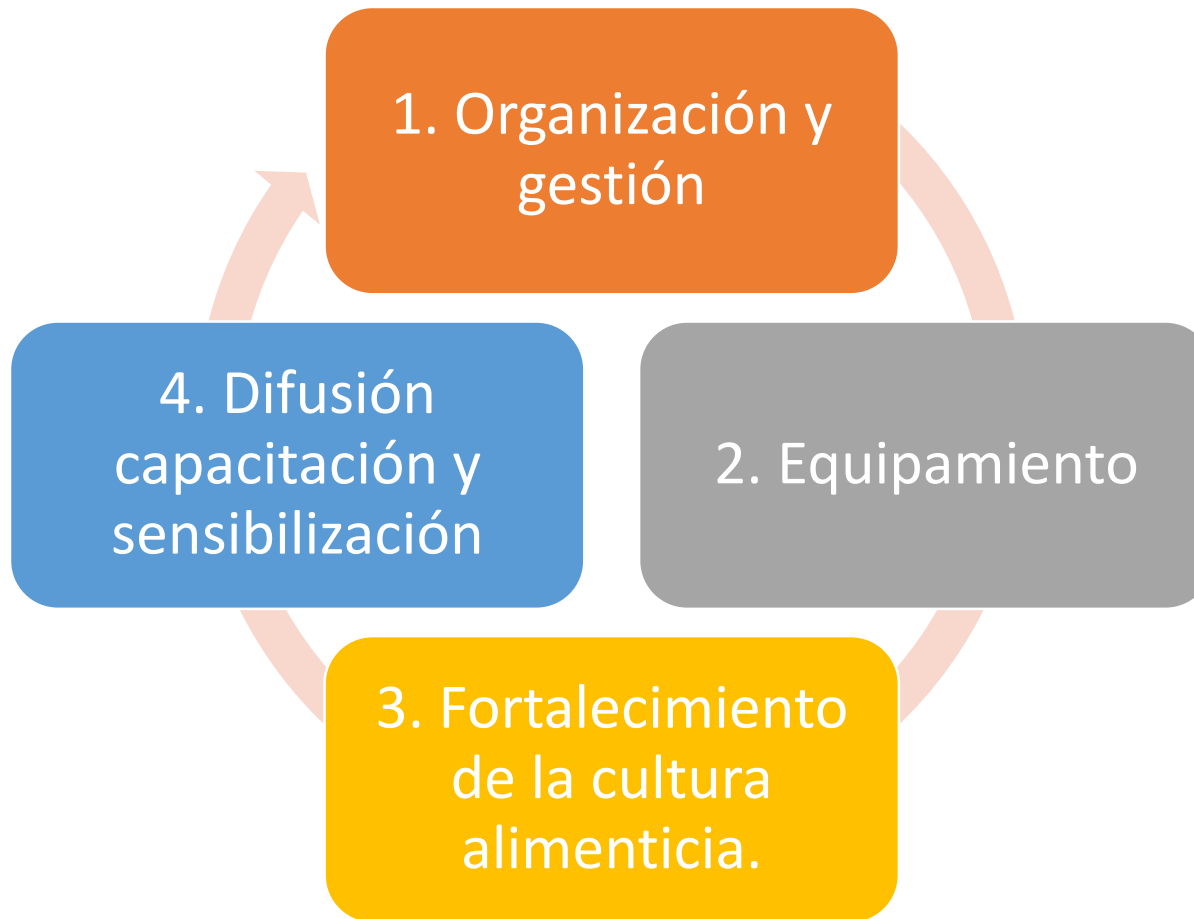 1. Organización y
gestión
2. Equipamiento
3. Fortalecimiento
de la cultura
alimenticia.
4. Difusión
capacitación y
sensibilización